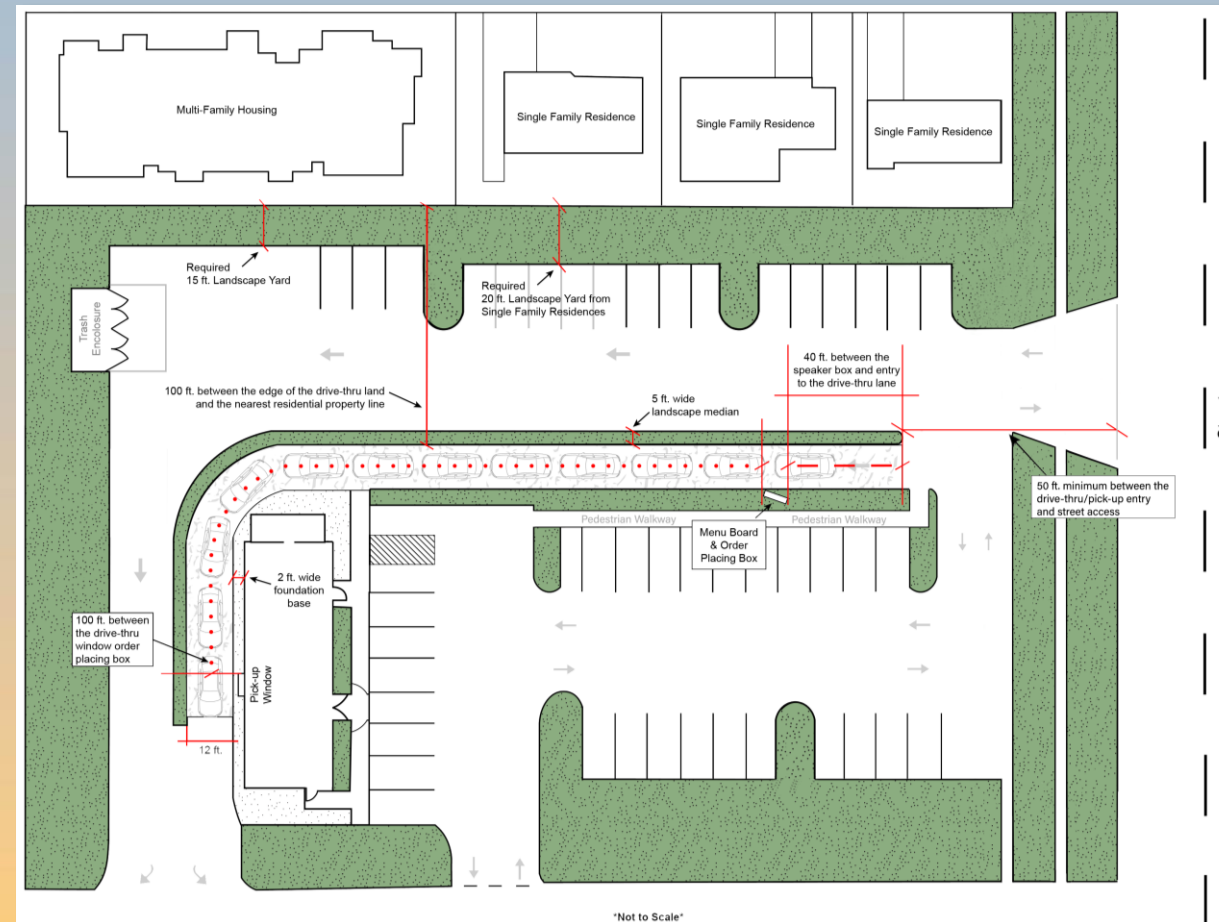 Multi-Family Housing
Single Family Residence
Single Family Residence
Single Family Residence
Required
15 ft. Landscape Yard
Required
20 ft. Landscape Yard from
Single Family Residences
Trash
Encolosure
40 ft. between the
speaker box and entry
to the drive-thru lane
100 ft. between the edge of the drive-thru land
and the nearest residential property line
5 ft. wide
landscape median
50 ft. minimum between the
drive-thru/pick-up entry
and street access
Pedestrian Walkway
Pedestrian Walkway
Menu Board
& Order
Placing Box
2 ft. wide
foundation
base
100 ft. between
the drive-thru
window order
placing box
Pick-up
Window
12 ft.
*Not to Scale*